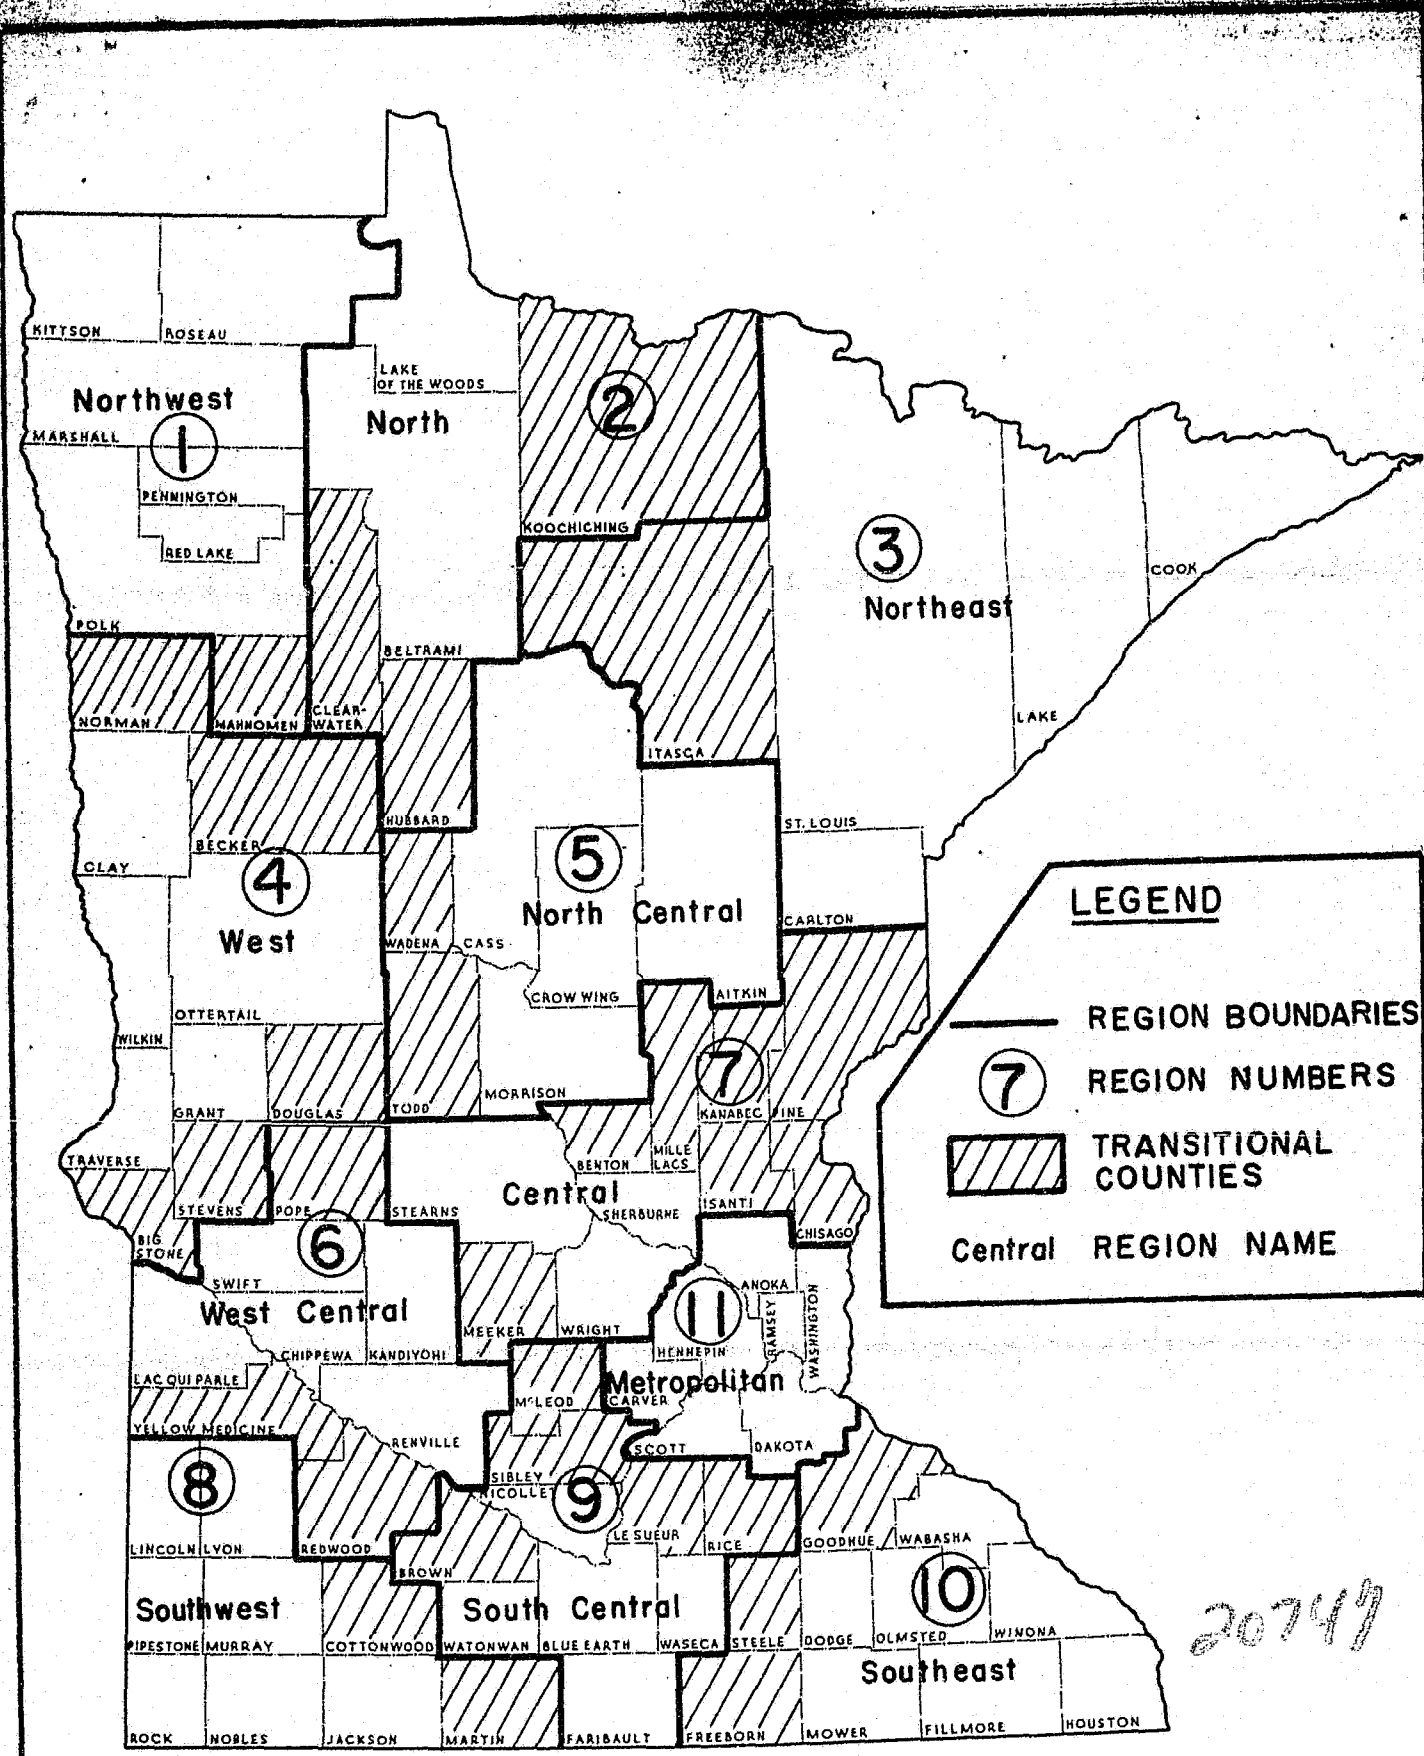 KITTSON
ROSEAU
LAKE
OF THE WOODS
Northwest
North
2
MARSHALL
1
PENNINGTON
KOOCHICHING
RED LAKE
3
COOK
Northeast
POLK
BELTRAMI
NORMAN
MAHNOMEN
CLEAR-
WATER
LAKE
ITASCA
HUBBARD
ST. LOUIS
BECKER
CLAY
4
5
West
North Central
CARLTON
WADENA
CASS
CROW WING
AITKIN
OTTERTAIL
WILKIN
7
MORRISON
GRANT
DOUGLAS
TODD
KANABEC
PINE
TRAVERSE
BENTON
MILLE
LACS
Central
STEVENS
POPE
STEARNS
SHERBURNE
ISANTI
CHISAGO
BIG
STONE
6
SWIFT
ANOKA
West Central
11
RAMSEY
WASHINGTON
MEEKER
WRIGHT
HENNEPIN
CHIPPEWA
KANDIYOHI
LAC QUI PARLE
Metropolitan
McLEOD
CARVER
YELLOW MEDICINE
RENVILLE
SCOTT
DAKOTA
8
SIBLEY
NICOLLET
9
LINCOLN
LYON
REDWOOD
LE SUEUR
RICE
GOODHUE
WABASHA
BROWN
10
Southwest
South Central
PIPESTONE
MURRAY
COTTONWOOD
WATONWAN
BLUE EARTH
WASECA
STEELE
DODGE
OLMSTED
WINONA
Southeast
ROCK
NOBLES
JACKSON
MARTIN
FARIBAULT
FREEBORN
MOWER
FILLMORE
HOUSTON
LEGEND
REGION BOUNDARIES
7 REGION NUMBERS
TRANSITIONAL
COUNTIES
Central REGION NAME